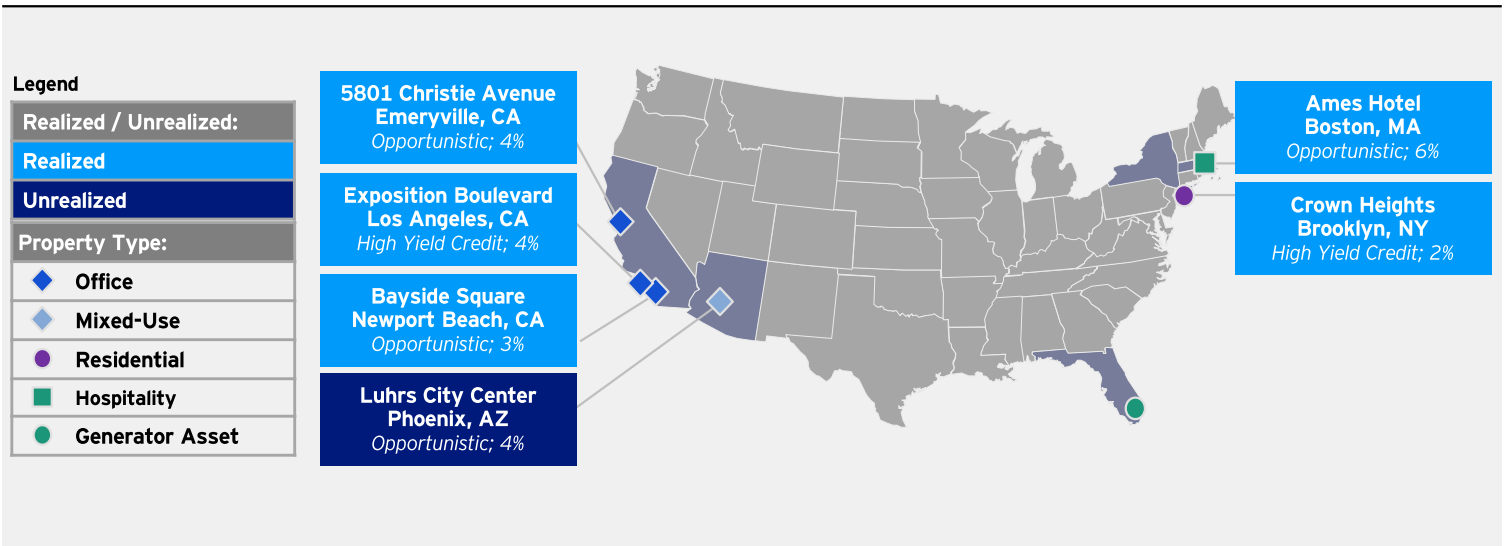 Legend
Realized / Unrealized:
Realized
Unrealized
Property Type:
Office
Mixed-Use
Residential
Hospitality
Generator Asset
5801 Christie Avenue
Emeryville, CA
Opportunistic; 4%
Exposition Boulevard
Los Angeles, CA
High Yield Credit; 4%
Bayside Square
Newport Beach, CA
Opportunistic; 3%
Luhrs City Center
Phoenix, AZ
Opportunistic; 4%
Ames Hotel
Boston, MA
Opportunistic; 6%
Crown Heights
Brooklyn, NY
High Yield Credit; 2%